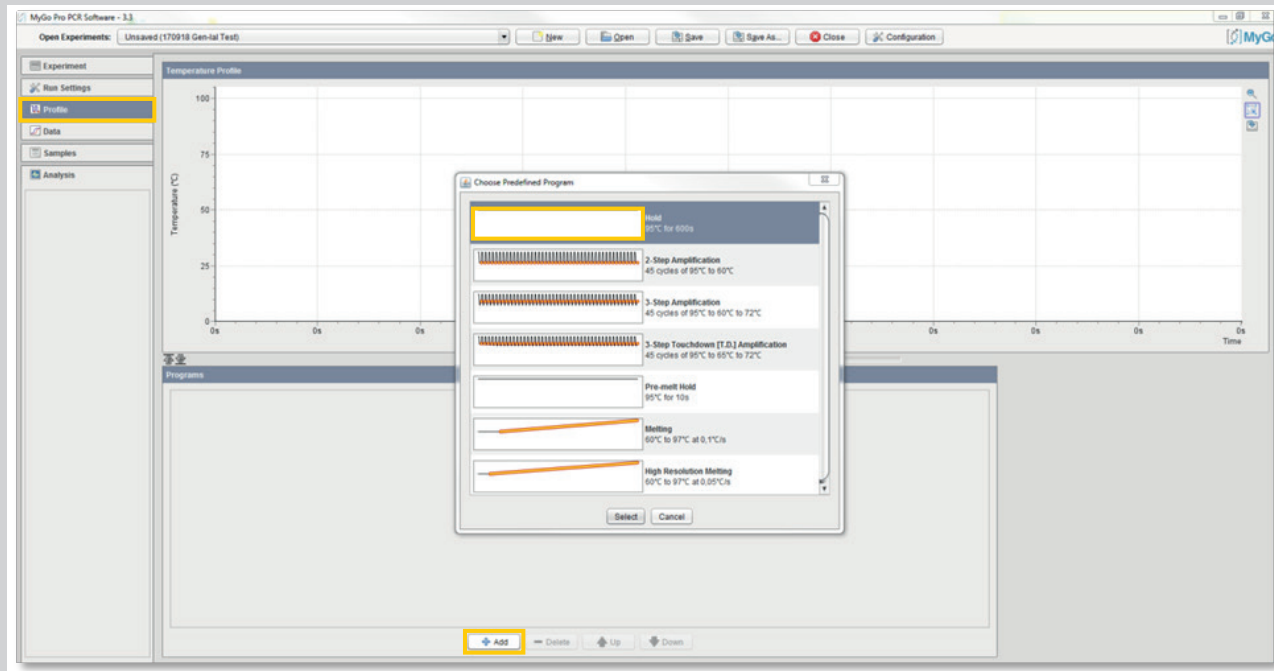 MyGo Pro PCR Software - 3.3
Open Experiments: Unsaved (170918 Gen-ial Test) New Open Save Save As... Close Configuration MyGo
Experiment
Run Settings
Profile
Data
Samples
Analysis
Temperature Profile
100
75
50
25
0
Temperature (°C)
0s 0s 0s 0s 0s 0s 0s
Time
Choose Predefined Program
Hold
95°C for 600s
2-Step Amplification
45 cycles of 95°C to 60°C
3-Step Amplification
45 cycles of 95°C to 60°C to 72°C
3-Step Touchdown [T.D.] Amplification
45 cycles of 95°C to 65°C to 72°C
Pre-melt Hold
95°C for 10s
Melting
60°C to 97°C at 0,1°C/s
High Resolution Melting
60°C to 97°C at 0,05°C/s
Select Cancel
Programs
Add Delete Up Down